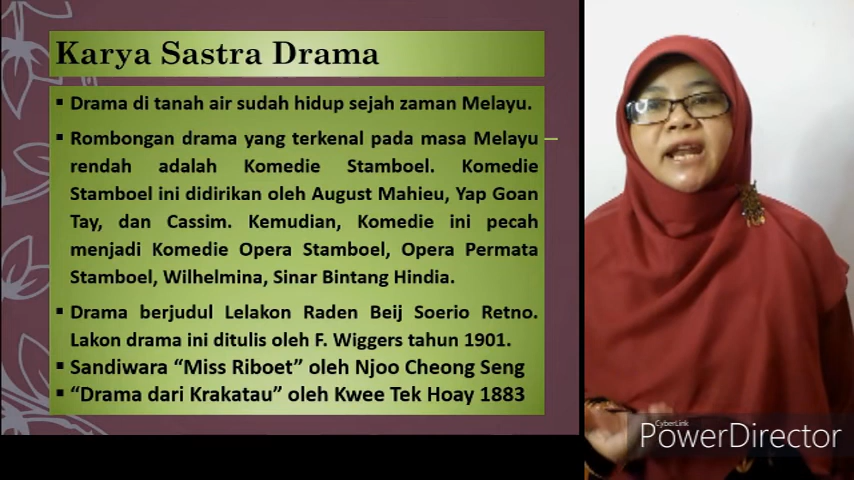 Karya Sastra Drama
▪ Drama di tanah air sudah hidup sejah zaman Melayu.
▪ Rombongan drama yang terkenal pada masa Melayu
rendah adalah Komedie Stamboel. Komedie
Stamboel ini didirikan oleh August Mahieu, Yap Goan
Tay, dan Cassim. Kemudian, Komedie ini pecah
menjadi Komedie Opera Stamboel, Opera Permata
Stamboel, Wilhelmina, Sinar Bintang Hindia.
▪ Drama berjudul Lelakon Raden Beij Soerio Retno.
Lakon drama ini ditulis oleh F. Wiggers tahun 1901.
▪ Sandiwara “Miss Riboet” oleh Njoo Cheong Seng
▪ “Drama dari Krakatau” oleh Kwee Tek Hoay 1883
CyberLink
PowerDirector